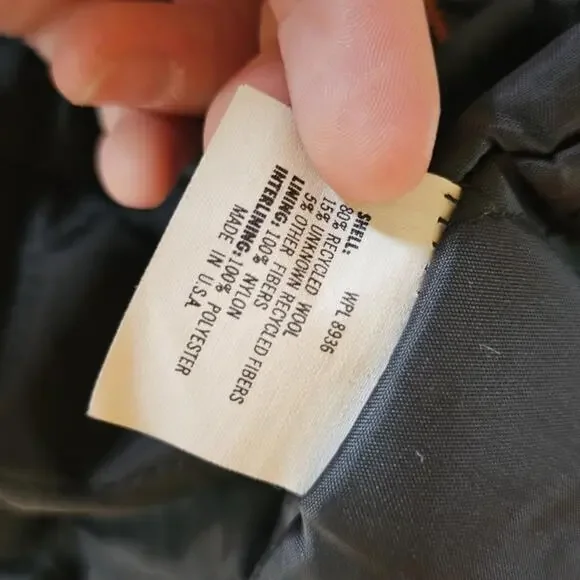 WPL 8936
SHELL:
80% RECYCLED WOOL
15% UNKNOWN RECYCLED FIBERS
5% OTHER FIBERS
LINING: 100% NYLON
INTERLINING: 100% POLYESTER
MADE IN U.S.A.